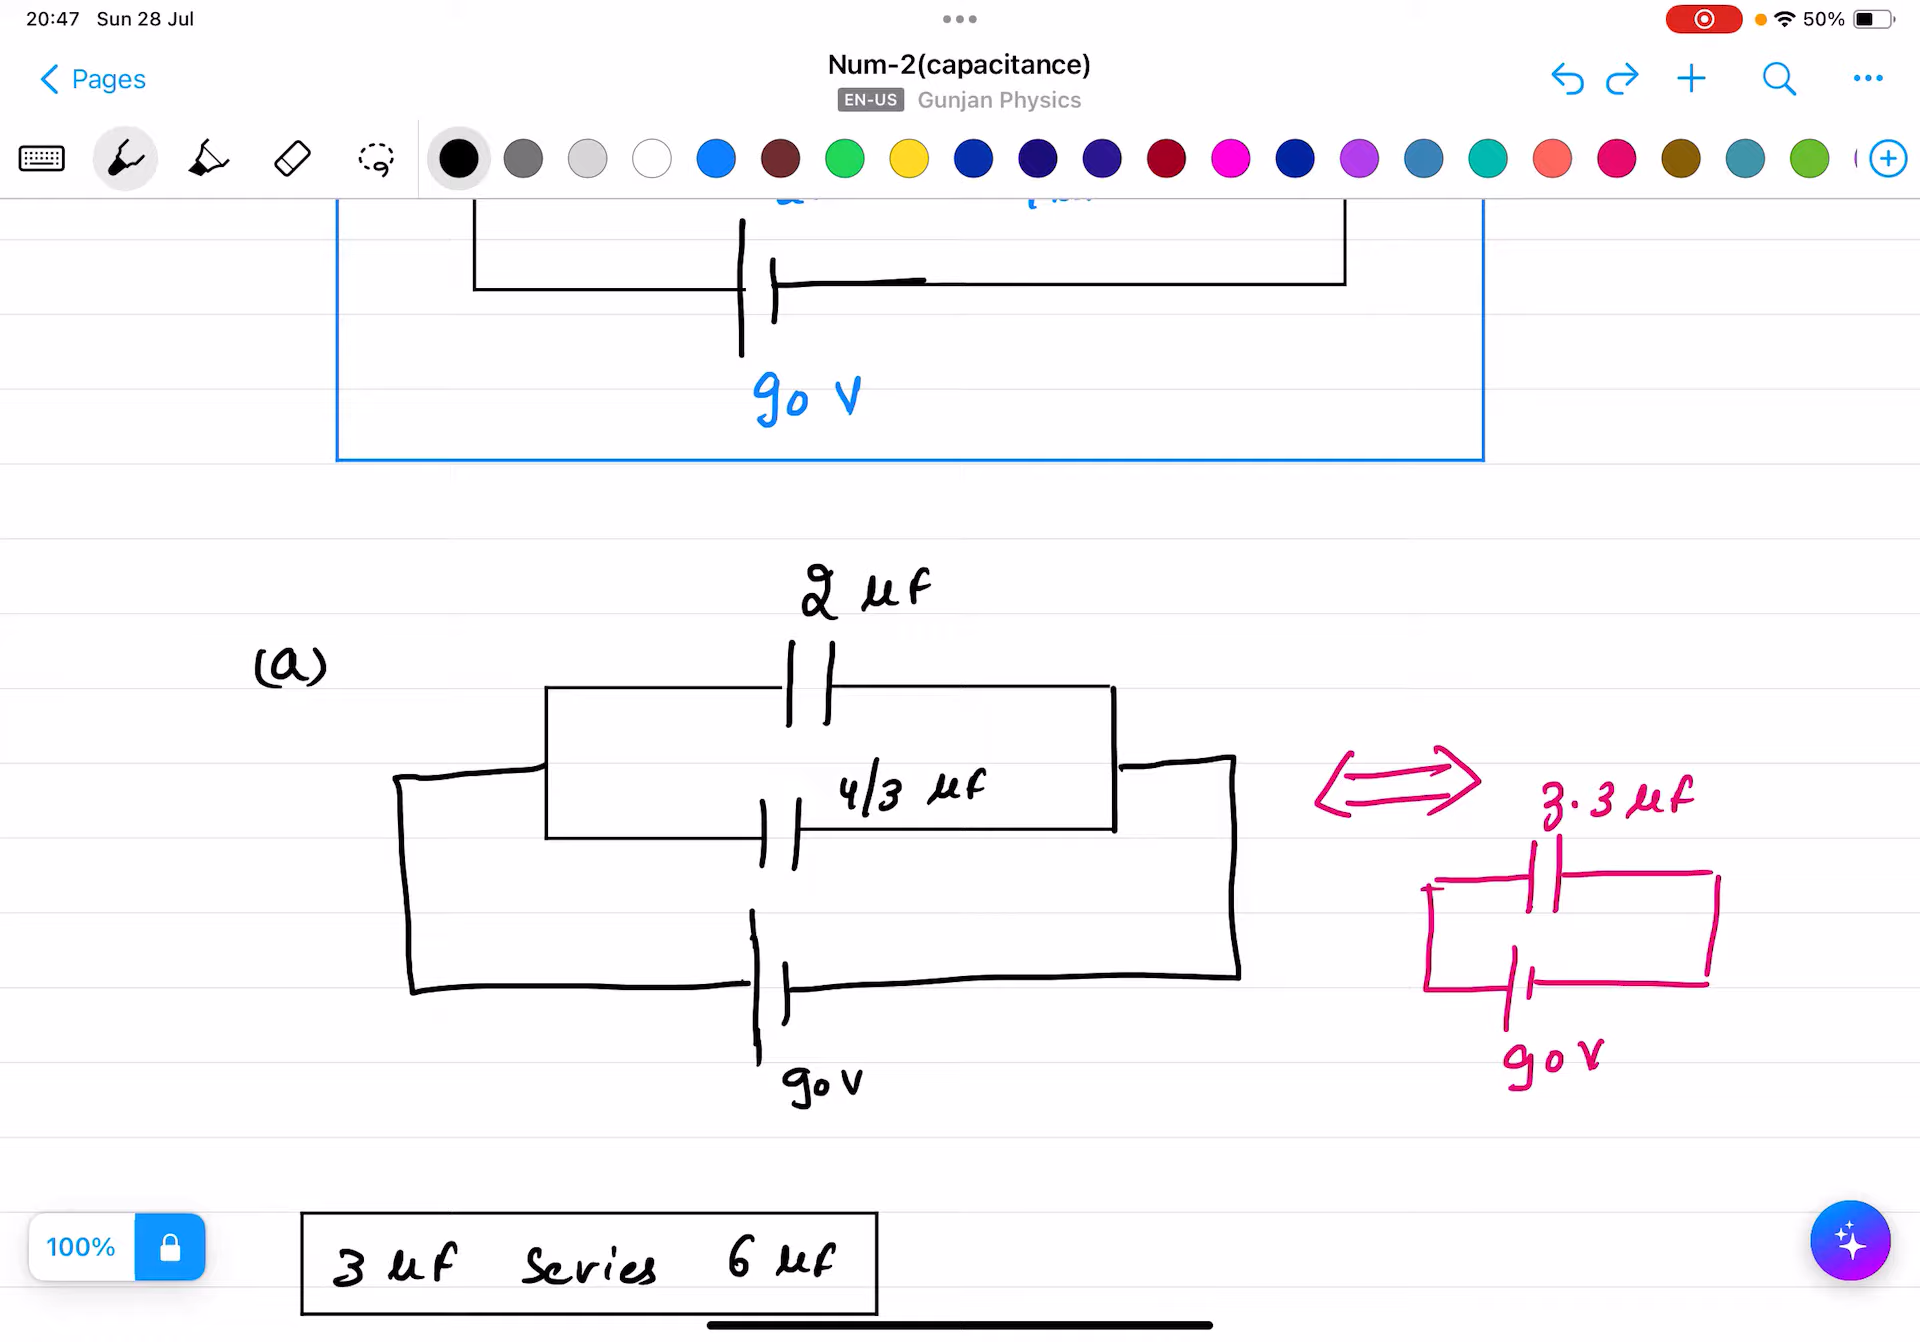 20:47 Sun 28 Jul
50%
Pages
Num-2(capacitance)
EN-US Gunjan Physics
90 V
2 μF
(a)
4/3 μF
3.3 μF
90 V
90 V
100%
3 μF Series 6 μF